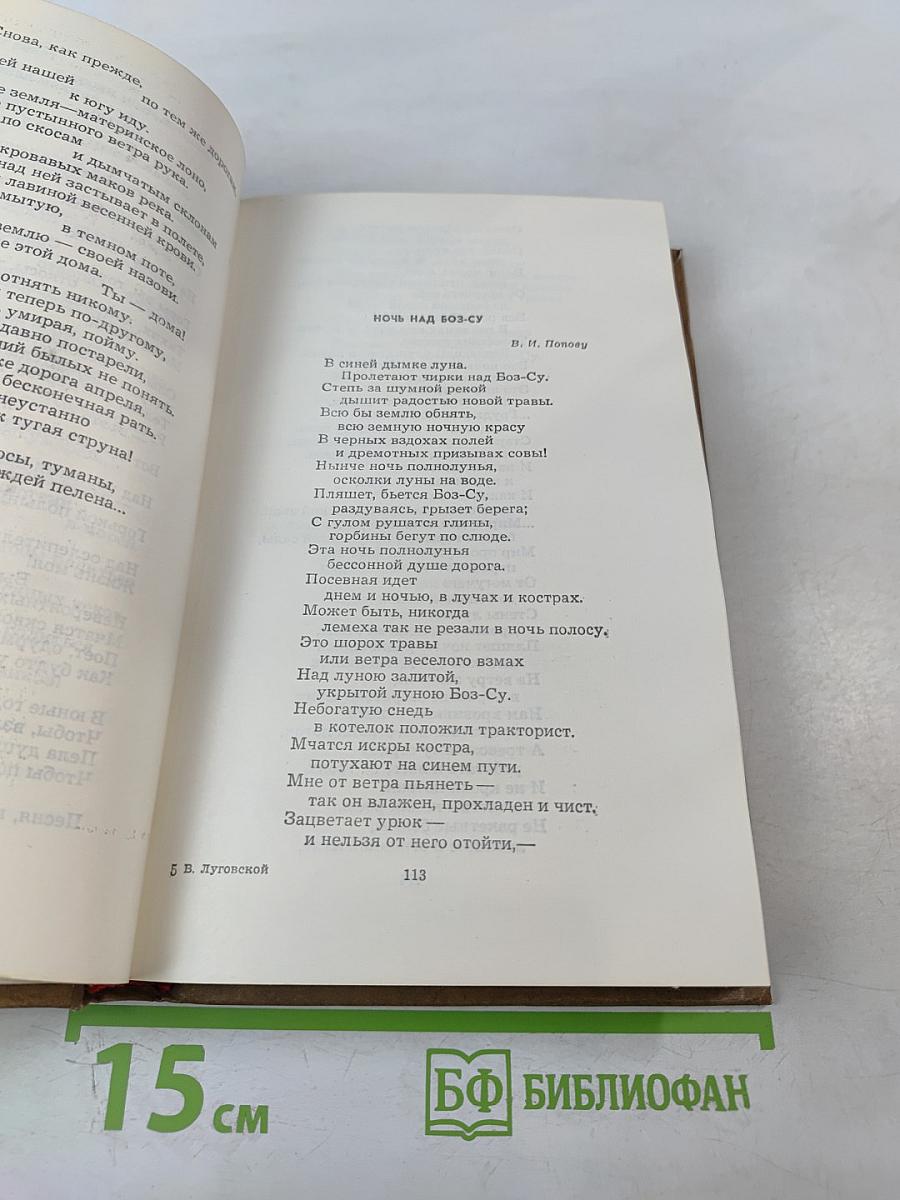 Снова, как прежде,
по тем же
ей нашей
к югу иду.
е земля—материнское лоно,
пустынного ветра рука.
по скосам
и дымчатым склонам
кровавых маков река.
над ней застывает в полете,
лавиной весенней крови.
мытую,
в темном поте,
землю — своей назови.
е этой дома.
Ты — дома!
отнять никому.
теперь по-другому,
умирая, пойму.
давно постарели,
ий былых не понять.
же дорога апреля,
бесконечная рать.
неустанно
к тугая струна!
осы, туманы,
ждей пелена...
НОЧЬ НАД БОЗ-СУ
В. И. Попову
В синей дымке луна.
Пролетают чирки над Боз-Су.
Степь за шумной рекой
дышит радостью новой травы.
Всю бы землю обнять,
всю земную ночную красу
В черных вздохах полей
и дремотных призывах совы!
Нынче ночь полнолунья,
осколки луны на воде.
Пляшет, бьется Боз-Су,
раздуваясь, грызет берега;
С гулом рушатся глины,
горбины бегут по слюде.
Эта ночь полнолунья
бессонной душе дорога.
Посевная идет
днем и ночью, в лучах и кострах.
Может быть, никогда
лемеха так не резали в ночь полосу.
Это шорох травы
или ветра веселого взмах
Над луною залитой,
укрытой луною Боз-Су.
Небогатую снедь
в котелок положил тракторист.
Мчатся искры костра,
потухают на синем пути.
Мне от ветра пьянеть —
так он влажен, прохладен и чист.
Зацветает урюк —
и нельзя от него отойти,—
5 В. Луговской
113
15 см
БФ БИБЛИОФАН